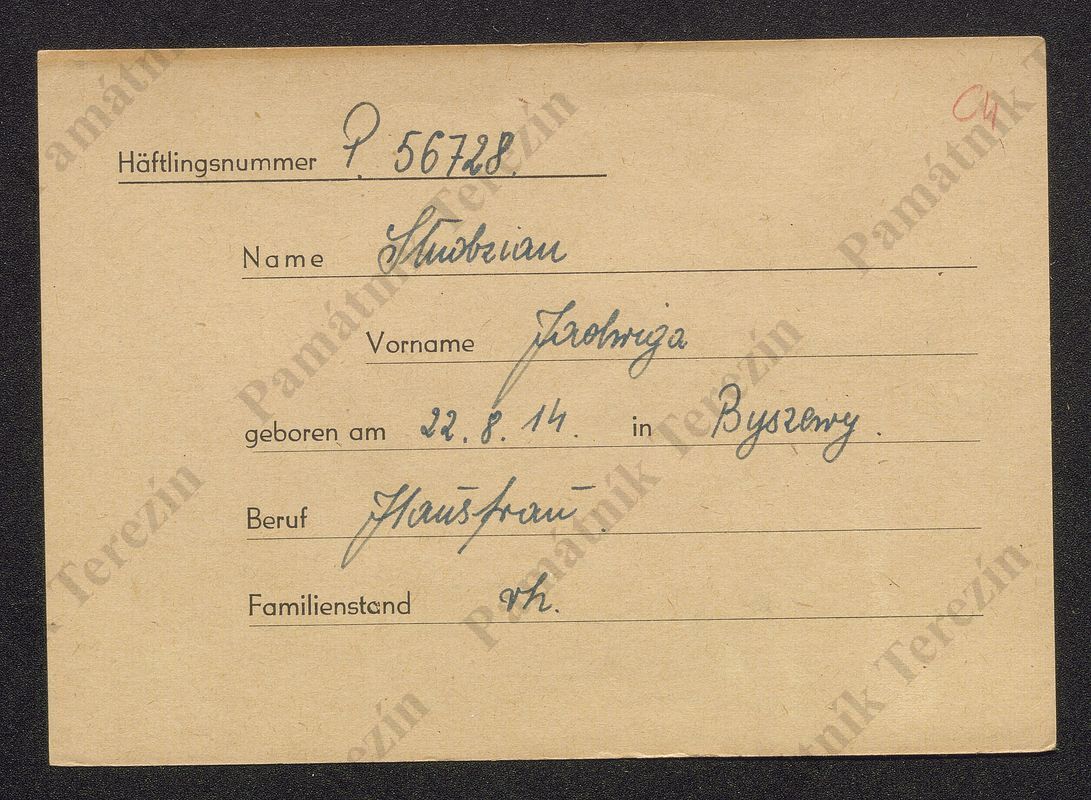 Häftlingsnummer P. 56728.
Name Studzian
Vorname Jadwiga
geboren am 22. 8. 14. in Byszewy.
Beruf Hausfrau
Familienstand vh.
Památník Terezín